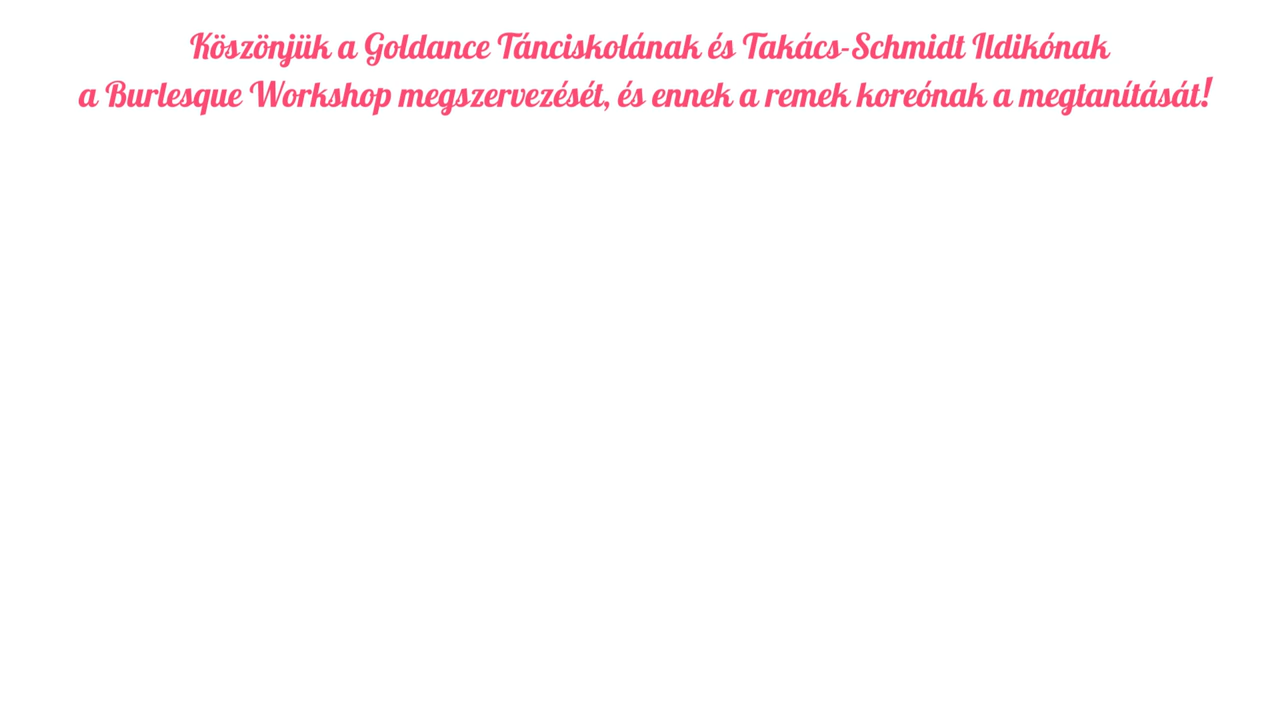 Köszönjük a Goldance Tánciskolának és Takács-Schmidt Ildikónak
a Burlesque Workshop megszervezését, és ennek a remek koreónak a megtanítását!